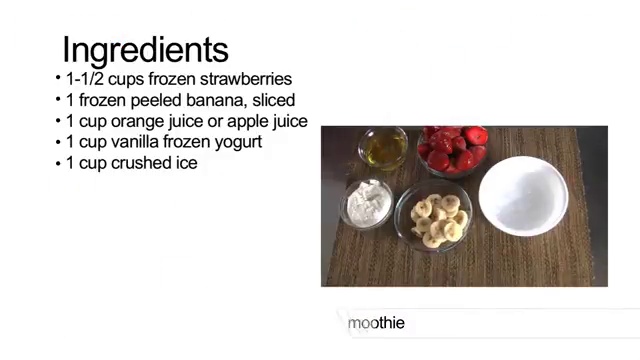 Ingredients
• 1-1/2 cups frozen strawberries
• 1 frozen peeled banana, sliced
• 1 cup orange juice or apple juice
• 1 cup vanilla frozen yogurt
• 1 cup crushed ice
moothie